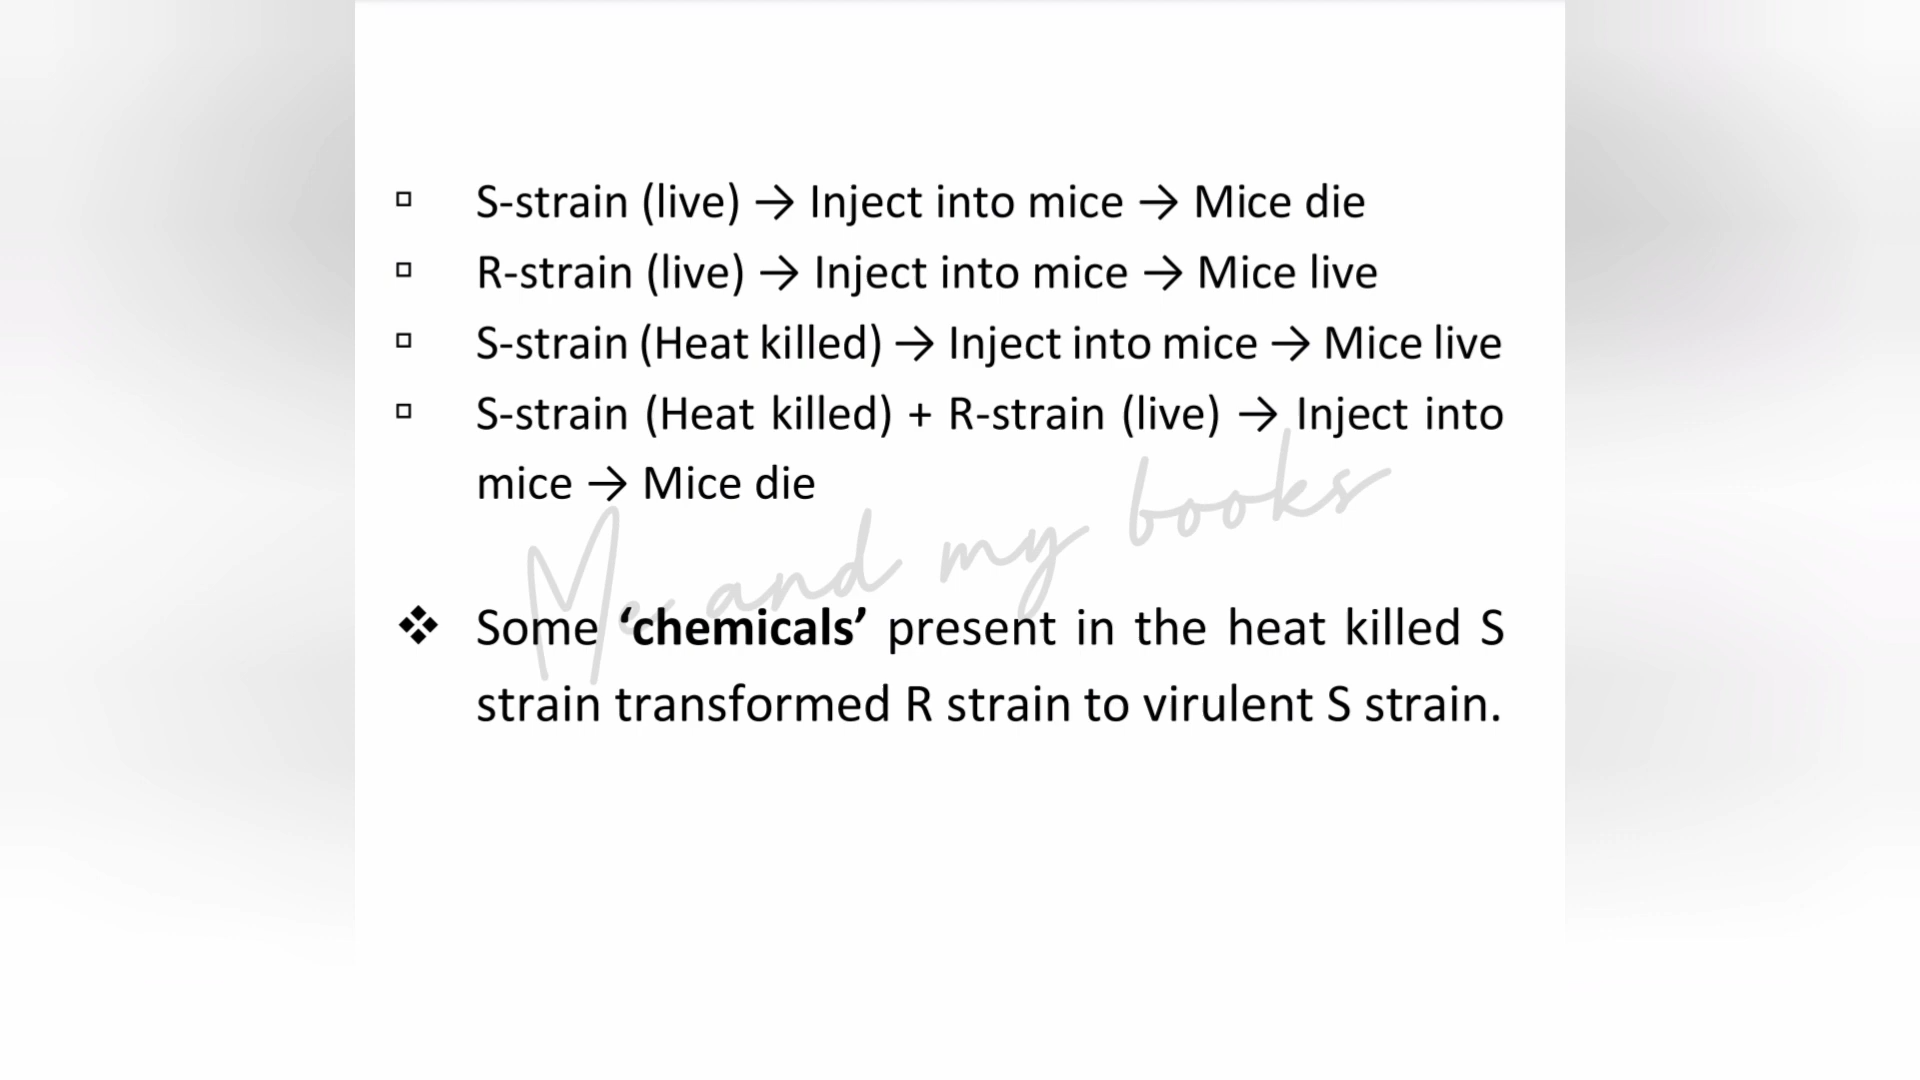 ▫ S-strain (live) → Inject into mice → Mice die
▫ R-strain (live) → Inject into mice → Mice live
▫ S-strain (Heat killed) → Inject into mice → Mice live
▫ S-strain (Heat killed) + R-strain (live) → Inject into
mice → Mice die
Me and my books
❖ Some ‘chemicals’ present in the heat killed S
strain transformed R strain to virulent S strain.